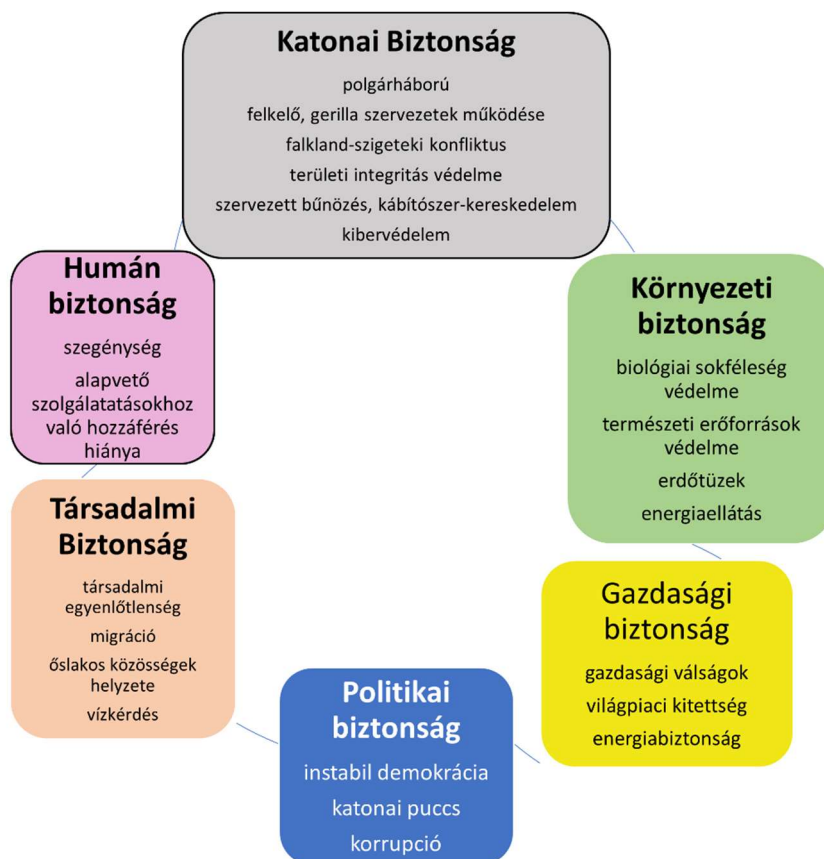 Katonai Biztonság
polgárháború
felkelő, gerilla szervezetek működése
falkland-szigeteki konfliktus
területi integritás védelme
szervezett bűnözés, kábítószer-kereskedelem
kibervédelem
Környezeti
biztonság
biológiai sokféleség
védelme
természeti erőforrások
védelme
erdőtüzek
energiaellátás
Gazdasági
biztonság
gazdasági válságok
világpiaci kitettség
energiabiztonság
Politikai
biztonság
instabil demokrácia
katonai puccs
korrupció
Társadalmi
Biztonság
társadalmi
egyenlőtlenség
migráció
őslakos közösségek
helyzete
vízkérdés
Humán
biztonság
szegénység
alapvető
szolgálatatásokhoz
való hozzáférés
hiánya